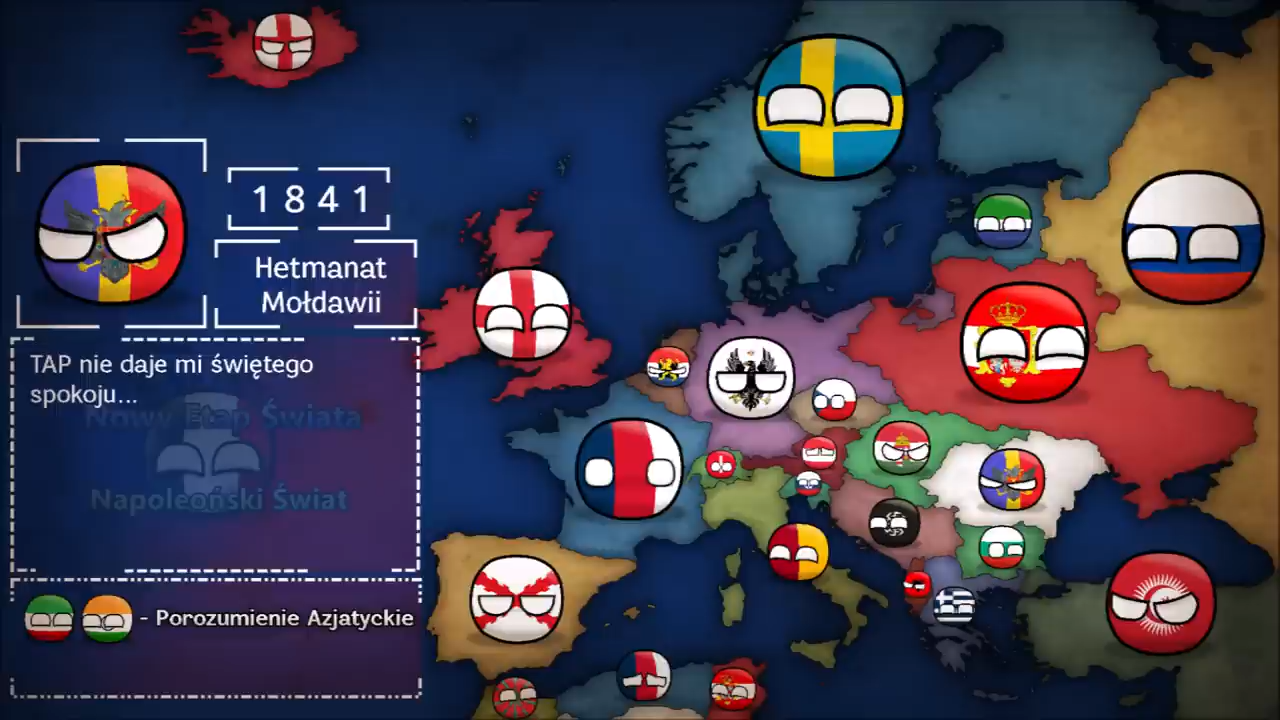 1841
Hetmanat
Mołdawii
TAP nie daje mi świętego
spokoju...
Nowy Etap Świata
Napoleoński Świat
- Porozumienie Azjatyckie